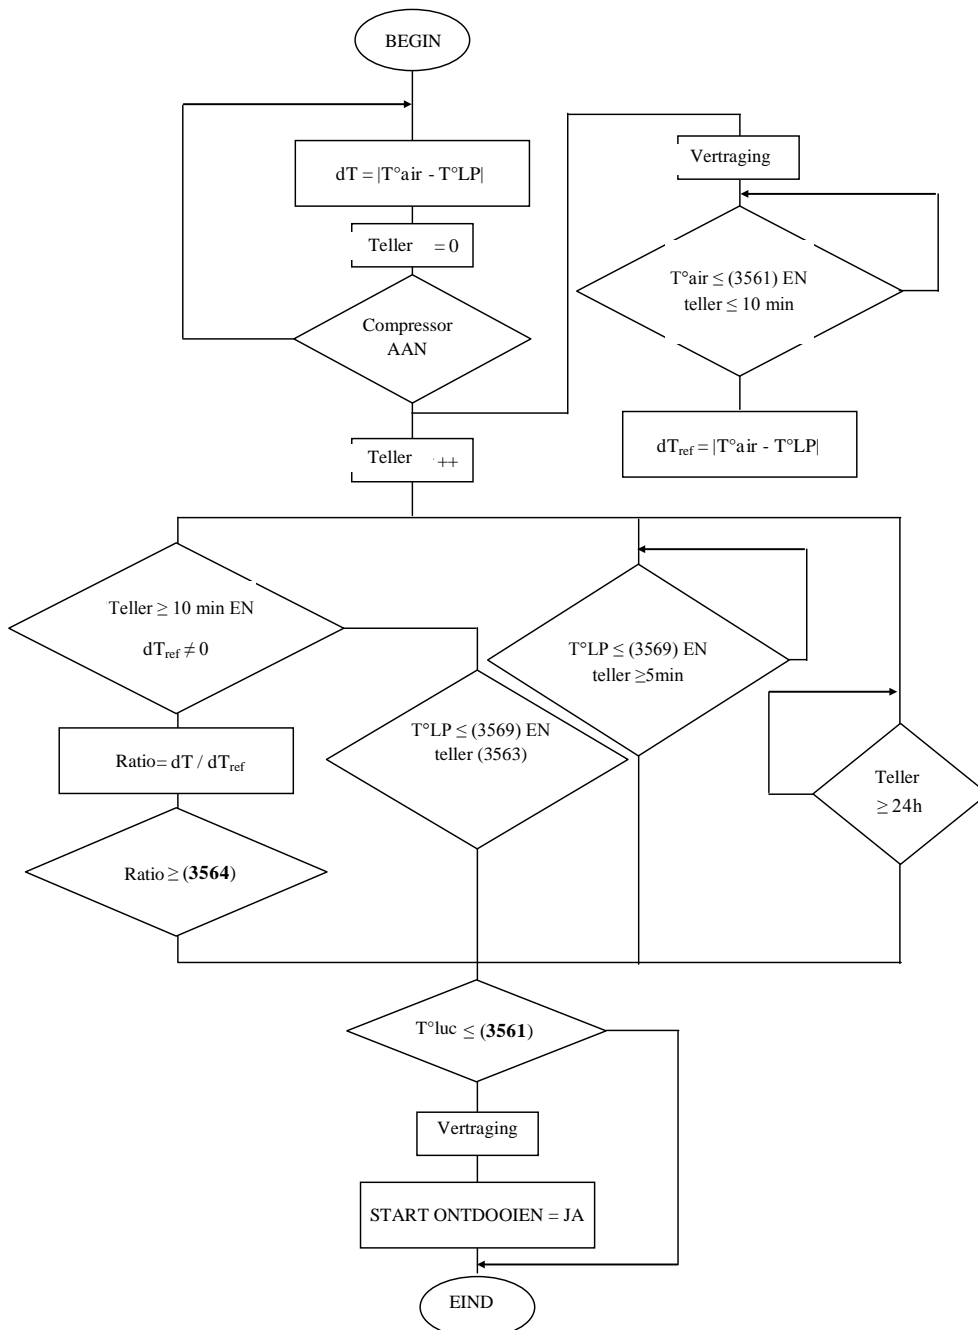 BEGIN
dT = |T°air - T°LP|
Teller = 0
Compressor
AAN
Vertraging
T°air ≤ (3561) EN
teller ≤ 10 min
dTref = |T°air - T°LP|
Teller ++
Teller ≥ 10 min EN
dTref ≠ 0
T°LP ≤ (3569) EN
teller ≥5min
T°LP ≤ (3569) EN
teller (3563)
Ratio= dT / dTref
Teller
≥ 24h
Ratio ≥ (3564)
T°luc ≤ (3561)
Vertraging
START ONTDOOIEN = JA
EIND